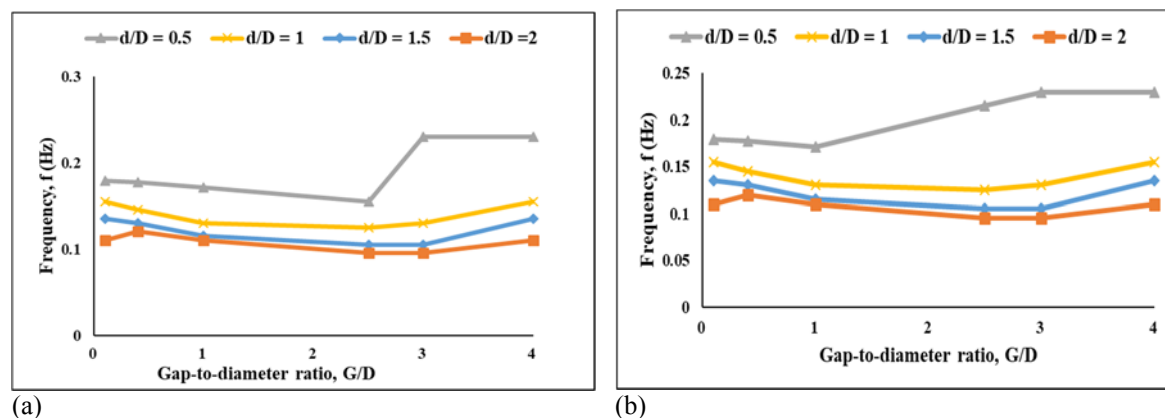 d/D = 0.5 d/D = 1 d/D = 1.5 d/D =2
0.3
0.2
0.1
0
Frequency, f (Hz)
0 1 2 3 4
Gap-to-diameter ratio, G/D
(a)
d/D = 0.5 d/D = 1 d/D = 1.5 d/D = 2
0.25
0.2
0.15
0.1
0.05
0
Frequency, f (Hz)
0 1 2 3 4
Gap-to-diameter ratio, G/D
(b)